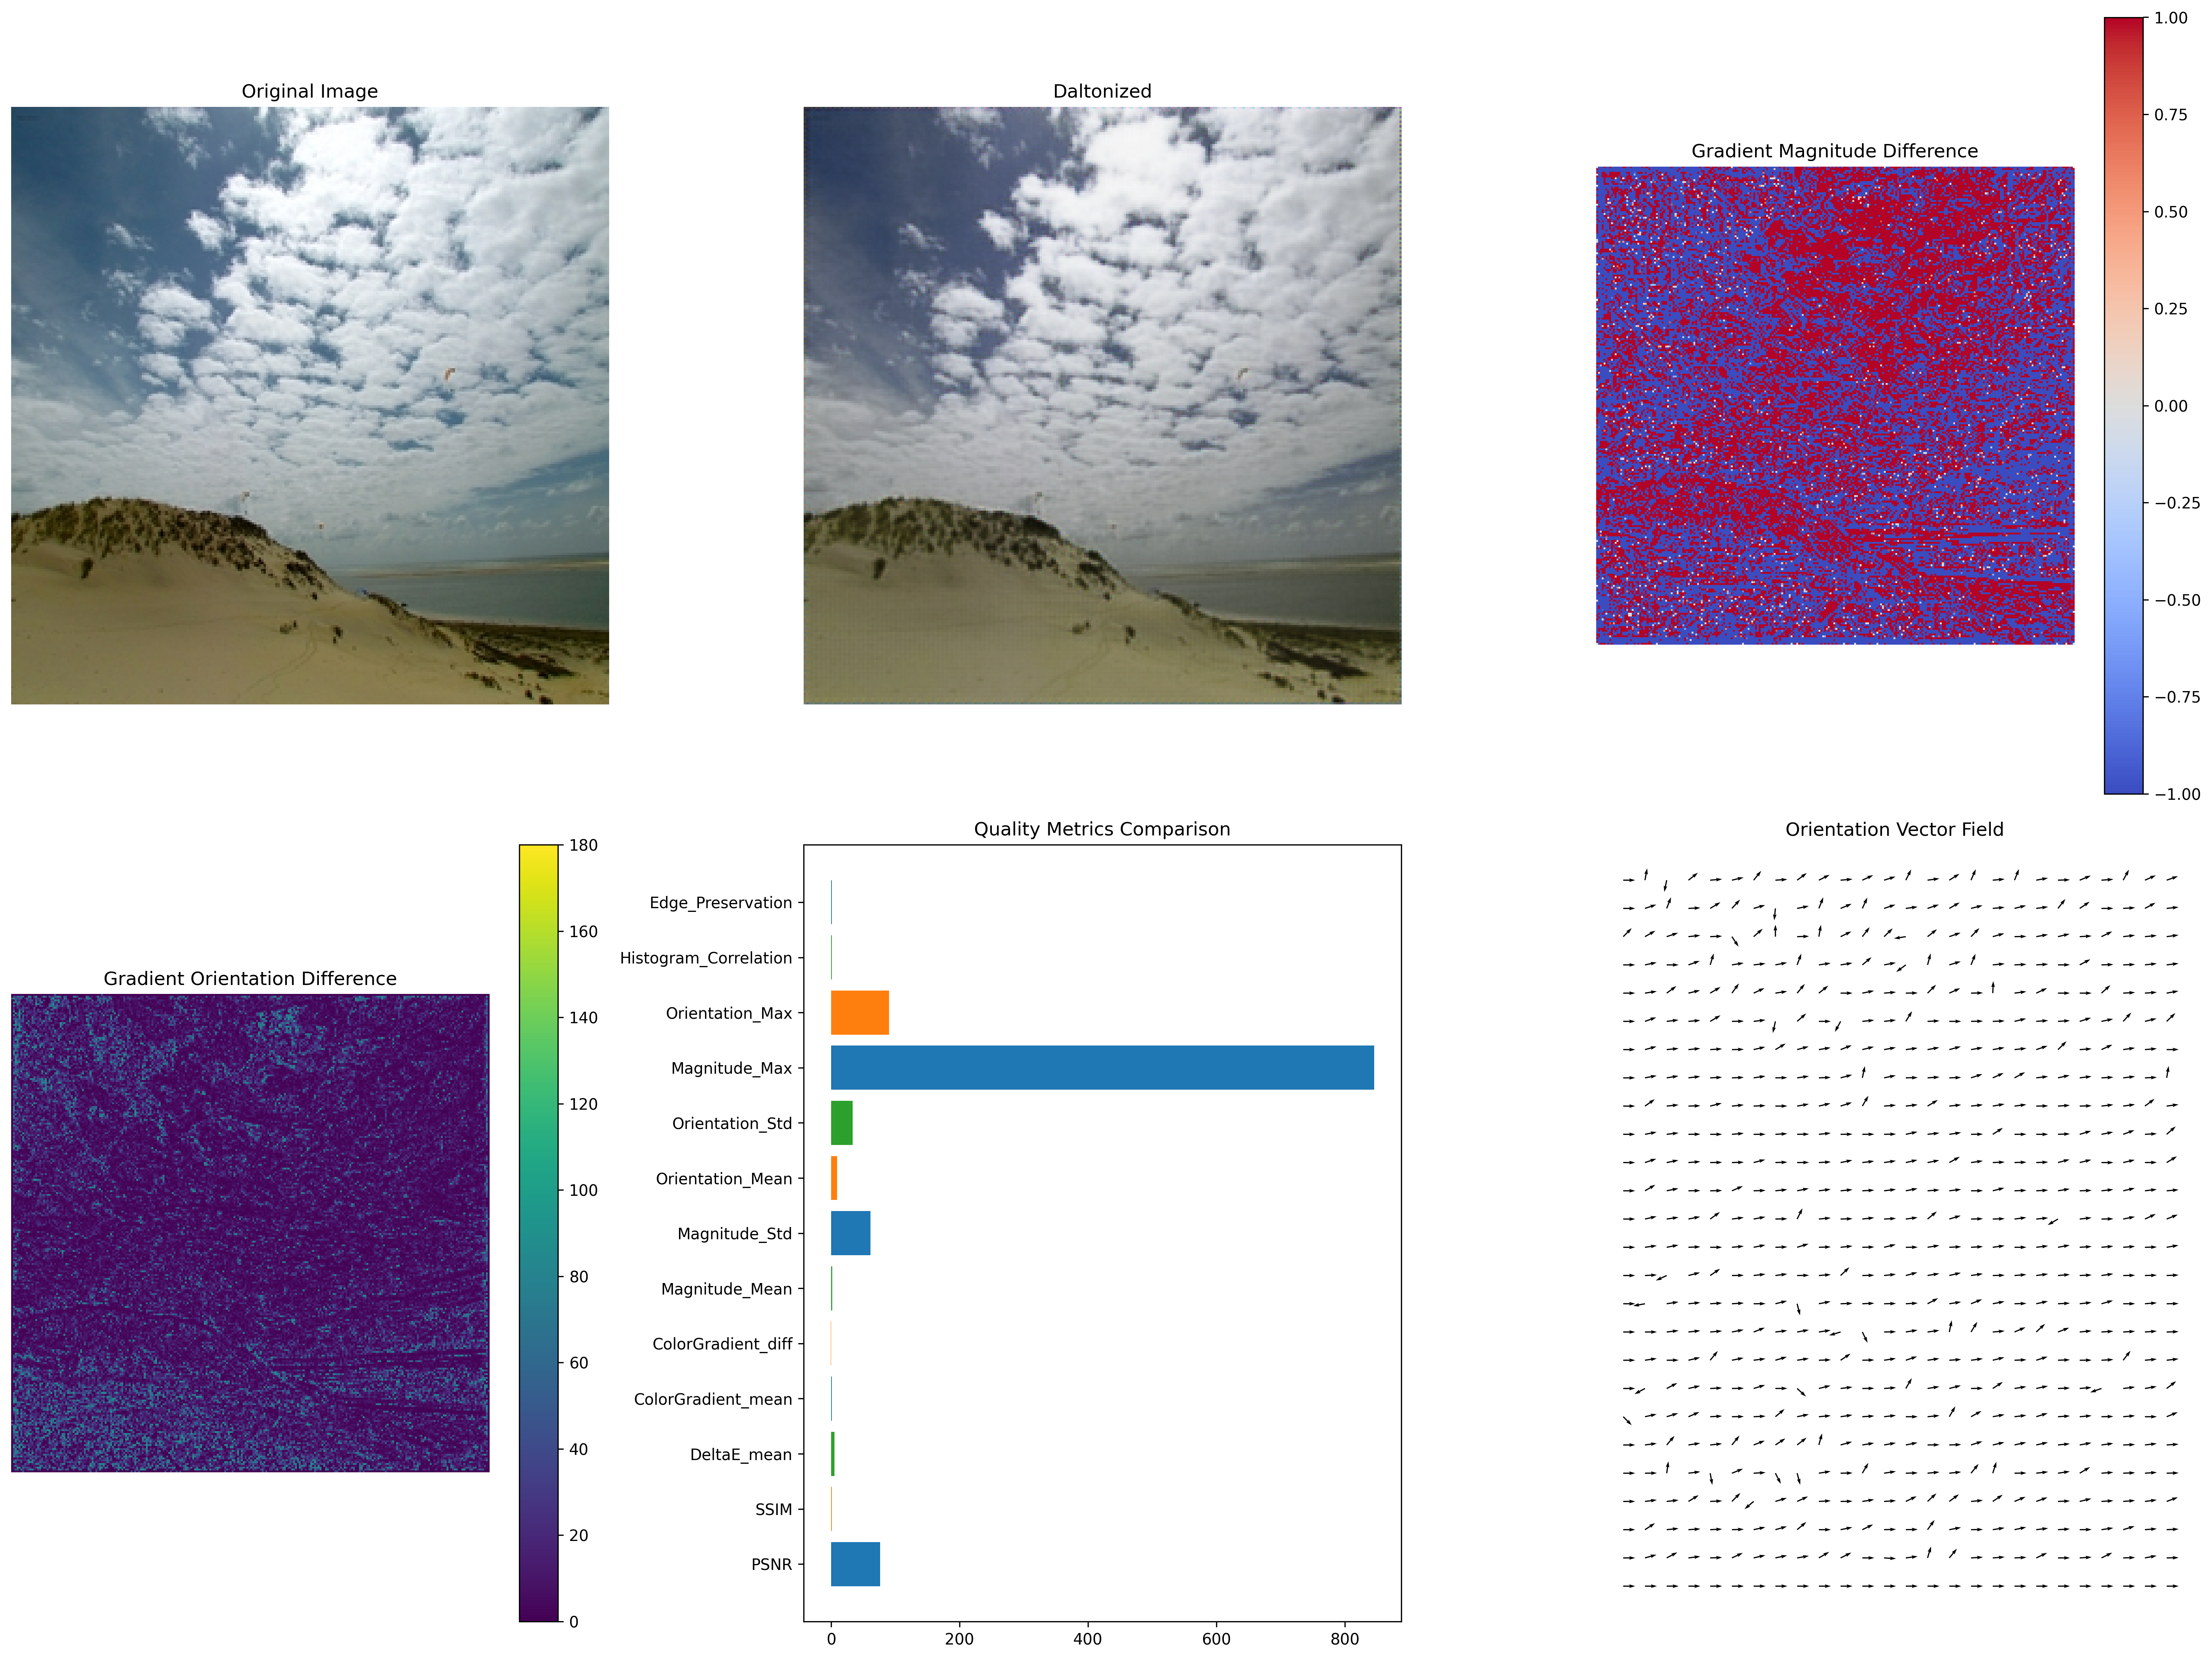 Original Image
Daltonized
Gradient Magnitude Difference
1.00
0.75
0.50
0.25
0.00
−0.25
−0.50
−0.75
−1.00
Gradient Orientation Difference
180
160
140
120
100
80
60
40
20
0
Quality Metrics Comparison
Edge_Preservation
Histogram_Correlation
Orientation_Max
Magnitude_Max
Orientation_Std
Orientation_Mean
Magnitude_Std
Magnitude_Mean
ColorGradient_diff
ColorGradient_mean
DeltaE_mean
SSIM
PSNR
0 200 400 600 800
Orientation Vector Field